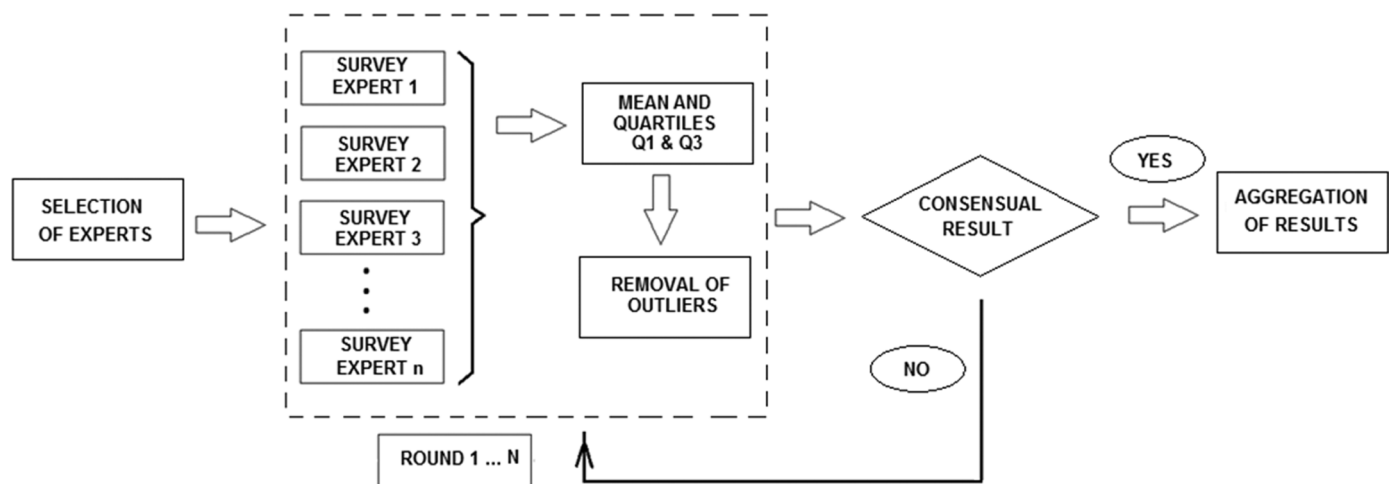 SELECTION
OF EXPERTS
SURVEY
EXPERT 1
SURVEY
EXPERT 2
SURVEY
EXPERT 3
SURVEY
EXPERT n
MEAN AND
QUARTILES
Q1 & Q3
REMOVAL OF
OUTLIERS
ROUND 1 ... N
CONSENSUAL
RESULT
YES
NO
AGGREGATION
OF RESULTS